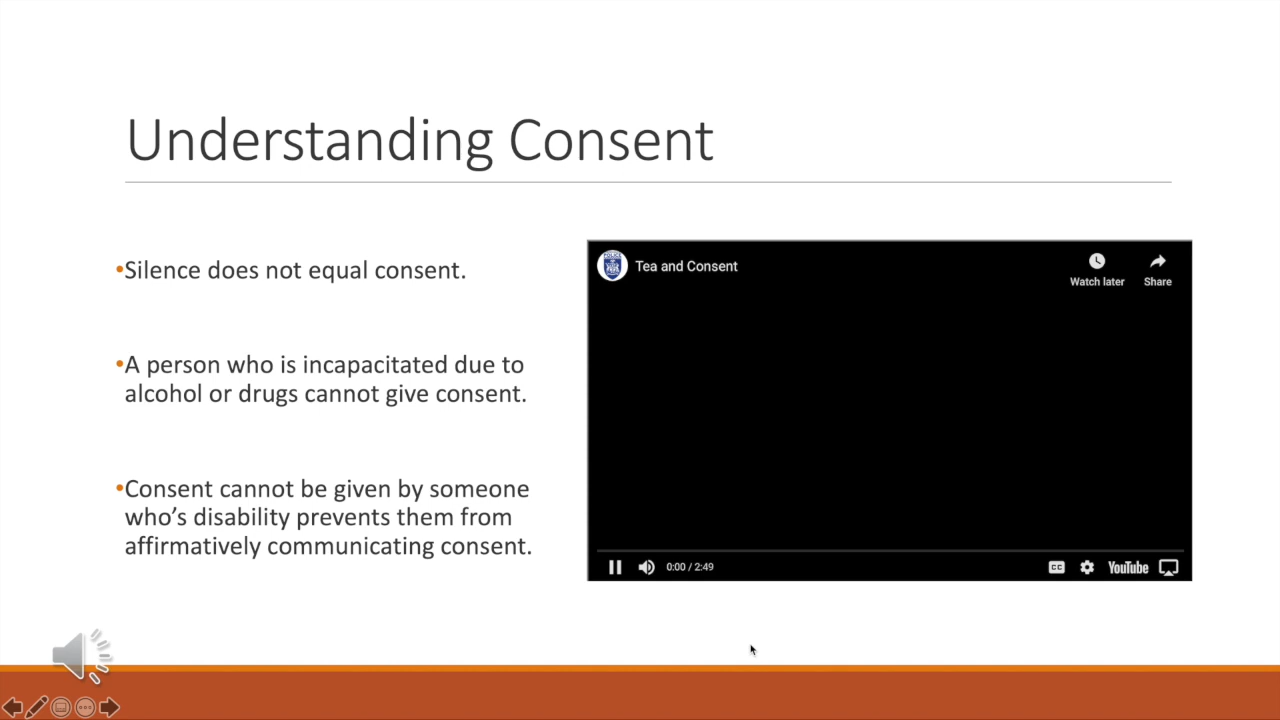 Understanding Consent
•Silence does not equal consent.
•A person who is incapacitated due to
alcohol or drugs cannot give consent.
•Consent cannot be given by someone
who’s disability prevents them from
affirmatively communicating consent.
Tea and Consent
Watch later
Share
0:00 / 2:49
CC
YouTube